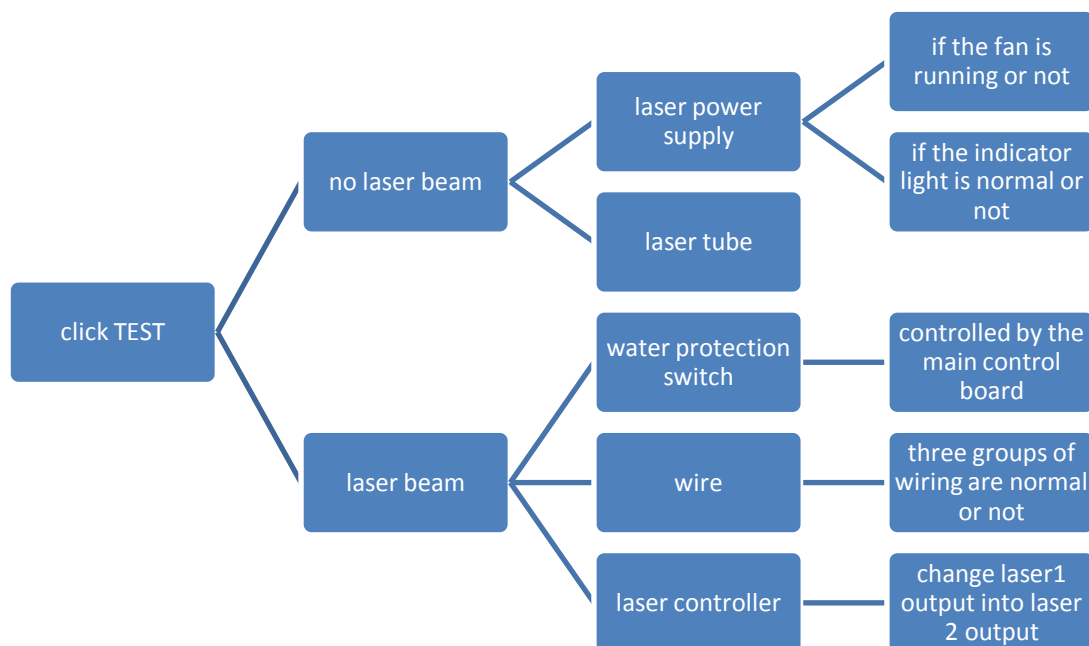 click TEST
no laser beam
laser power
supply
if the fan is
running or not
if the indicator
light is normal or
not
laser tube
laser beam
water protection
switch
controlled by the
main control
board
wire
three groups of
wiring are normal
or not
laser controller
change laser1
output into laser
2 output